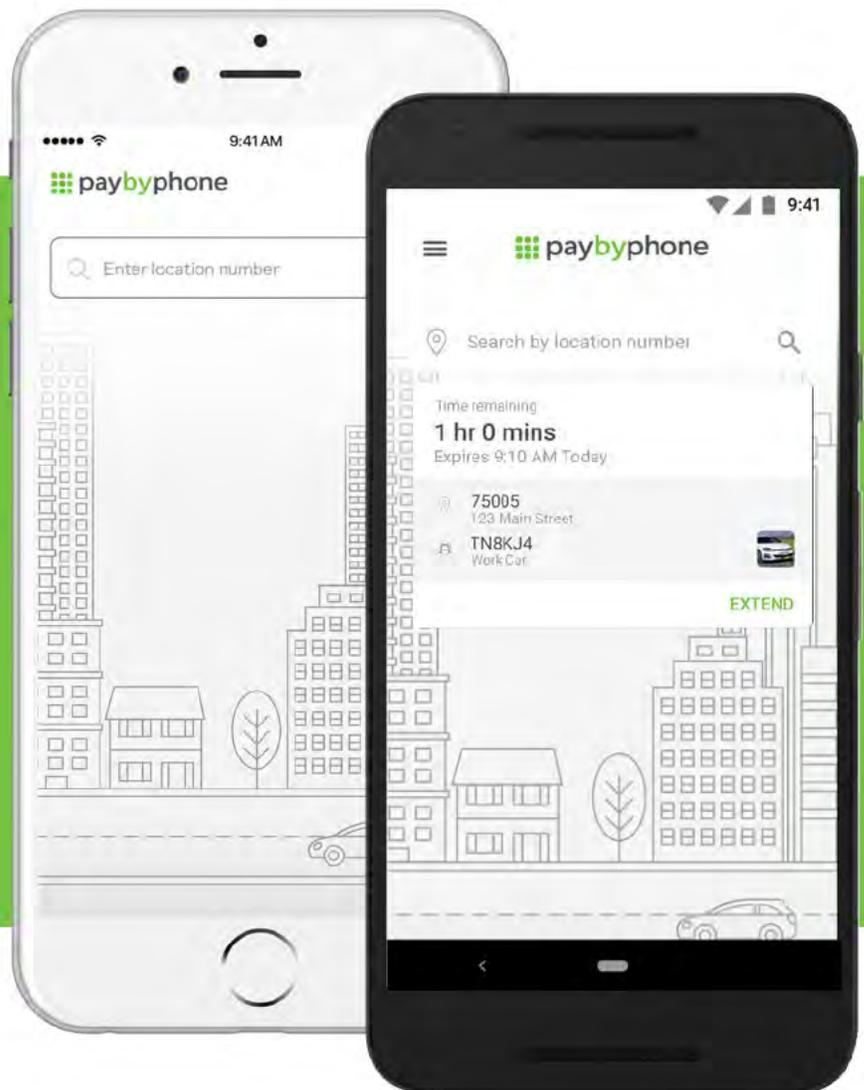 9:41 AM
paybyphone
Enter location number
9:41
paybyphone
Search by location number
Time remaining
1 hr 0 mins
Expires 9:10 AM Today
75005
123 Main Street
TN8KJ4
Work Car
EXTEND